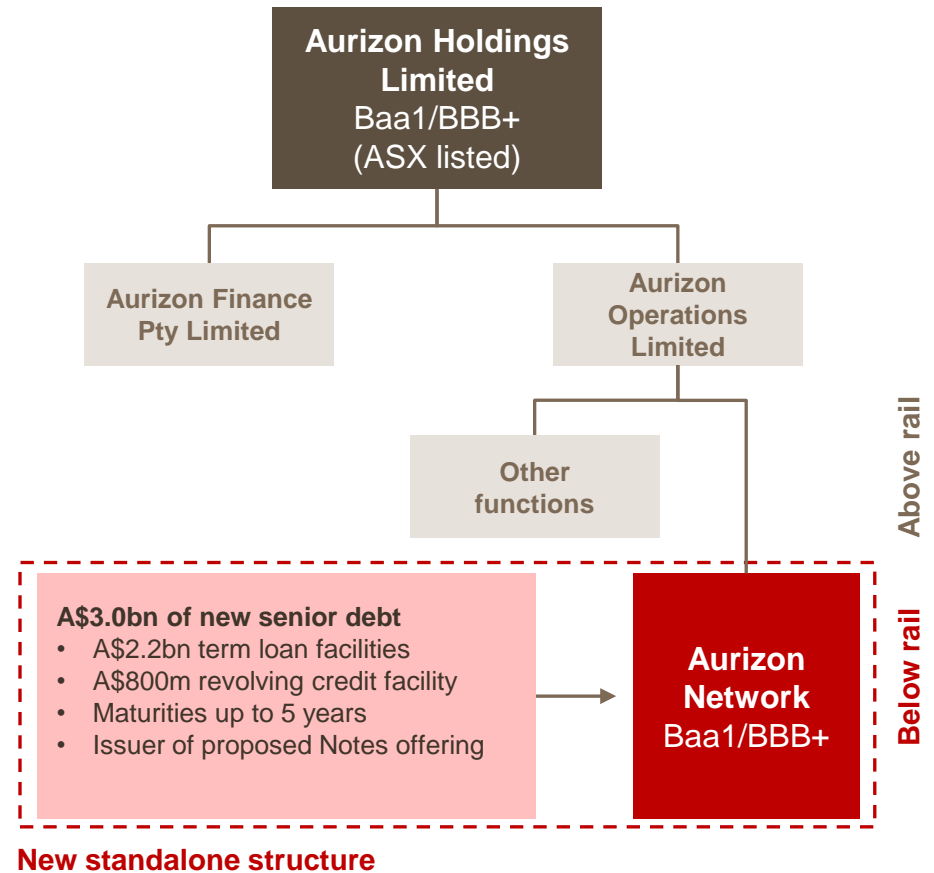 Aurizon Holdings
Limited
Baa1/BBB+
(ASX listed)
Aurizon Finance
Pty Limited
Aurizon
Operations
Limited
Other
functions
Above rail
A$3.0bn of new senior debt
• A$2.2bn term loan facilities
• A$800m revolving credit facility
• Maturities up to 5 years
• Issuer of proposed Notes offering
Aurizon
Network
Baa1/BBB+
Below rail
New standalone structure